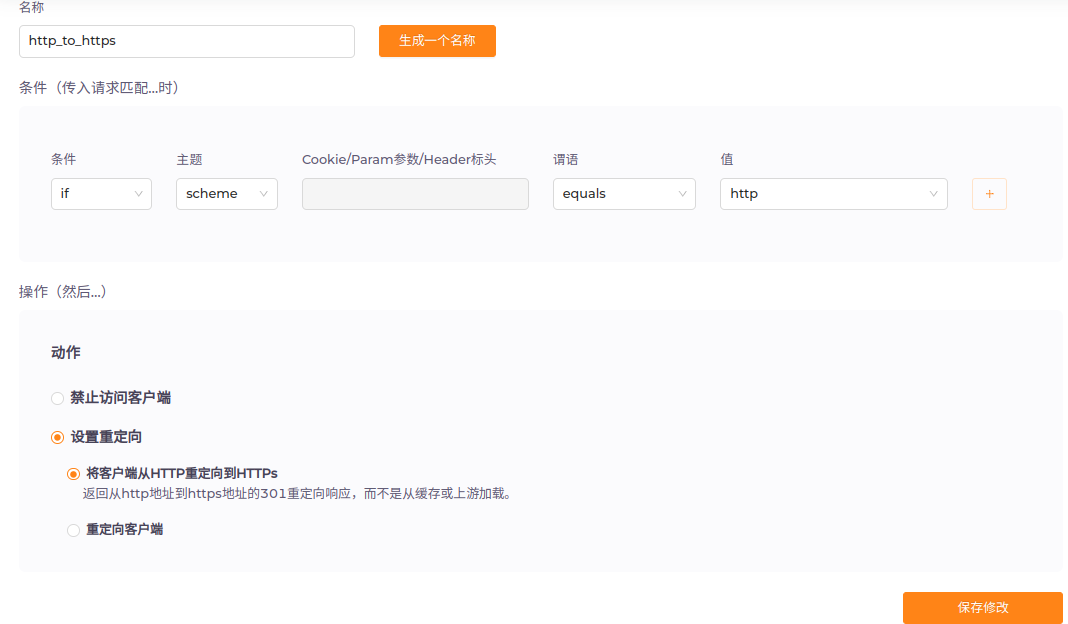 名称
http_to_https 生成一个名称
条件（传入请求匹配...时）
条件 主题 Cookie/Param参数/Header标头 谓语 值
if scheme equals http +
操作（然后...）
动作
禁止访问客户端
设置重定向
将客户端从HTTP重定向到HTTPs
返回从http地址到https地址的301重定向响应，而不是从缓存或上游加载。
重定向客户端
保存修改